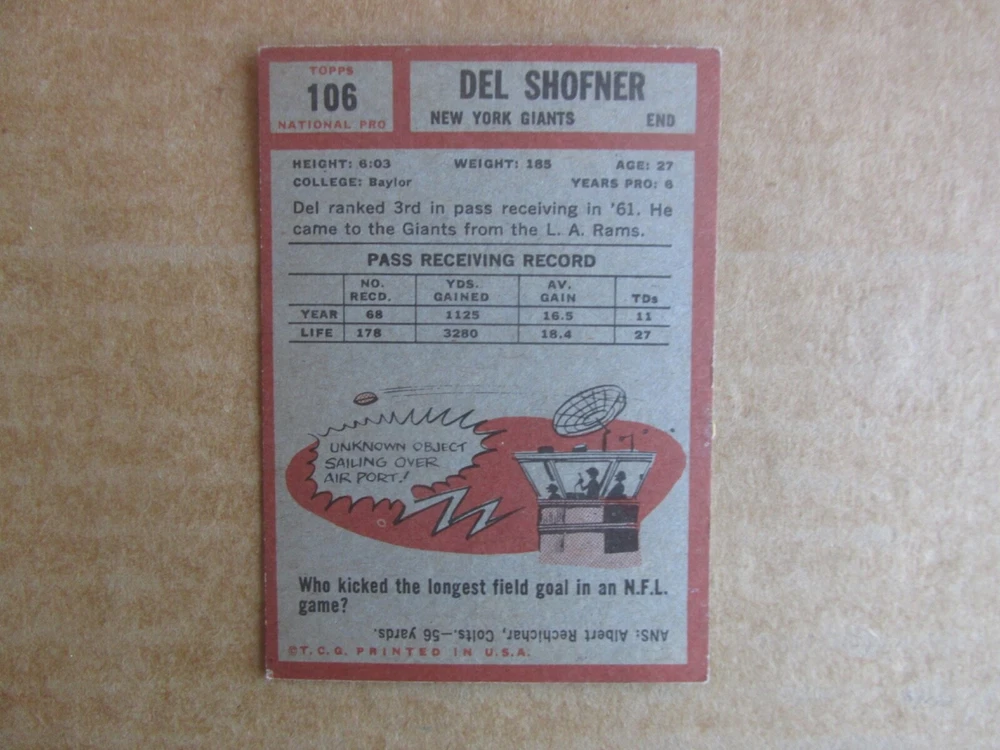 TOPPS
106
NATIONAL PRO
DEL SHOFNER
NEW YORK GIANTS END
HEIGHT: 6:03 WEIGHT: 185 AGE: 27
COLLEGE: Baylor YEARS PRO: 6
Del ranked 3rd in pass receiving in '61. He
came to the Giants from the L. A. Rams.
PASS RECEIVING RECORD
NO. RECD. YDS. GAINED AV. GAIN TDs
YEAR 68 1125 16.5 11
LIFE 178 3280 18.4 27
UNKNOWN OBJECT
SAILING OVER
AIR PORT!
Who kicked the longest field goal in an N.F.L.
game?
ANS: Albert Rechichar, Colts.—56 yards.
©T.C.G. PRINTED IN U.S.A.